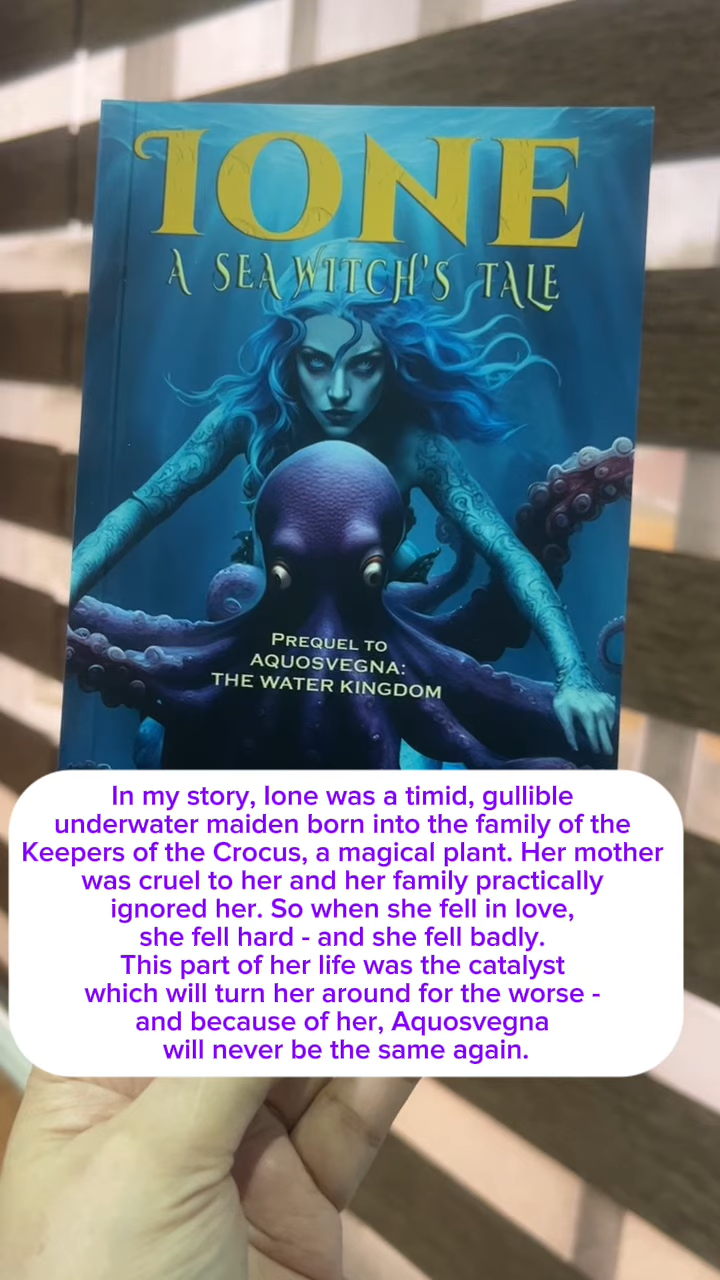 IONE
A SEA WITCH'S TALE
PREQUEL TO
AQUOSVEGNA:
THE WATER KINGDOM
In my story, Ione was a timid, gullible
underwater maiden born into the family of the
Keepers of the Crocus, a magical plant. Her mother
was cruel to her and her family practically
ignored her. So when she fell in love,
she fell hard - and she fell badly.
This part of her life was the catalyst
which will turn her around for the worse -
and because of her, Aquosvegna
will never be the same again.